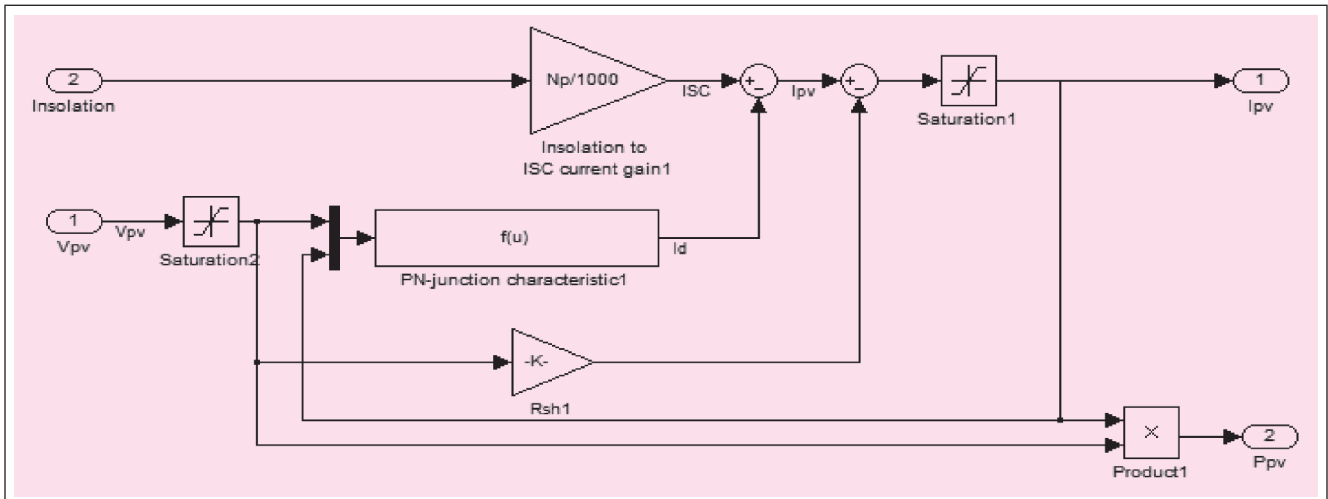 2
Insolation
Np/1000
Insolation to
ISC current gain1
ISC
Ipv
Saturation1
1
Ipv
1
Vpv
Vpv
Saturation2
f(u)
PN-junction characteristic1
Id
-K-
Rsh1
Product1
2
Ppv